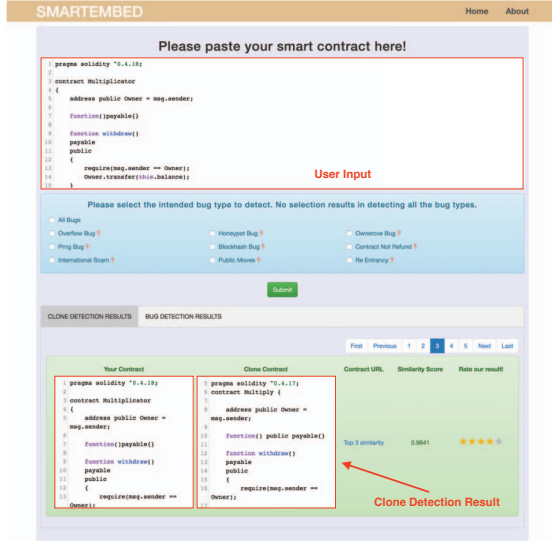 SMARTEMBED
Home About
Please paste your smart contract here!
1 pragma solidity ^0.4.18;
2
3 contract Multiplicator
4 {
5 address public Owner = msg.sender;
6
7 function()payable{}
8
9 function withdraw()
10 payable
11 public
12 {
13 require(msg.sender == Owner);
14 Owner.transfer(this.balance);
15 }
User Input
Please select the intended bug type to detect. No selection results in detecting all the bug types.
All Bugs
Overflow Bug Honeypot Bug Ownerove Bug
Prng Bug Blockhash Bug Contract Not Refund
International Scam Public Moves Re Entrancy
Submit
CLONE DETECTION RESULTS BUG DETECTION RESULTS
First Previous 1 2 3 4 5 Next Last
Your Contract Clone Contract Contract URL Similarity Score Rate our result!
1 pragma solidity ^0.4.18;
2
3 contract Multiplicator
4 {
5 address public Owner =
msg.sender;
6
7 function()payable{}
8
9 function withdraw()
10 payable
11 public
12 {
13 require(msg.sender ==
Owner);
5 pragma solidity ^0.4.17;
6 contract Multiply {
7
8 address public Owner =
msg.sender;
9
10 function() public payable{}
11
12 function withdraw()
13 payable
14 public
15 {
16 require(msg.sender ==
Owner);
17
Top 3 similarity 0.9841
Clone Detection Result